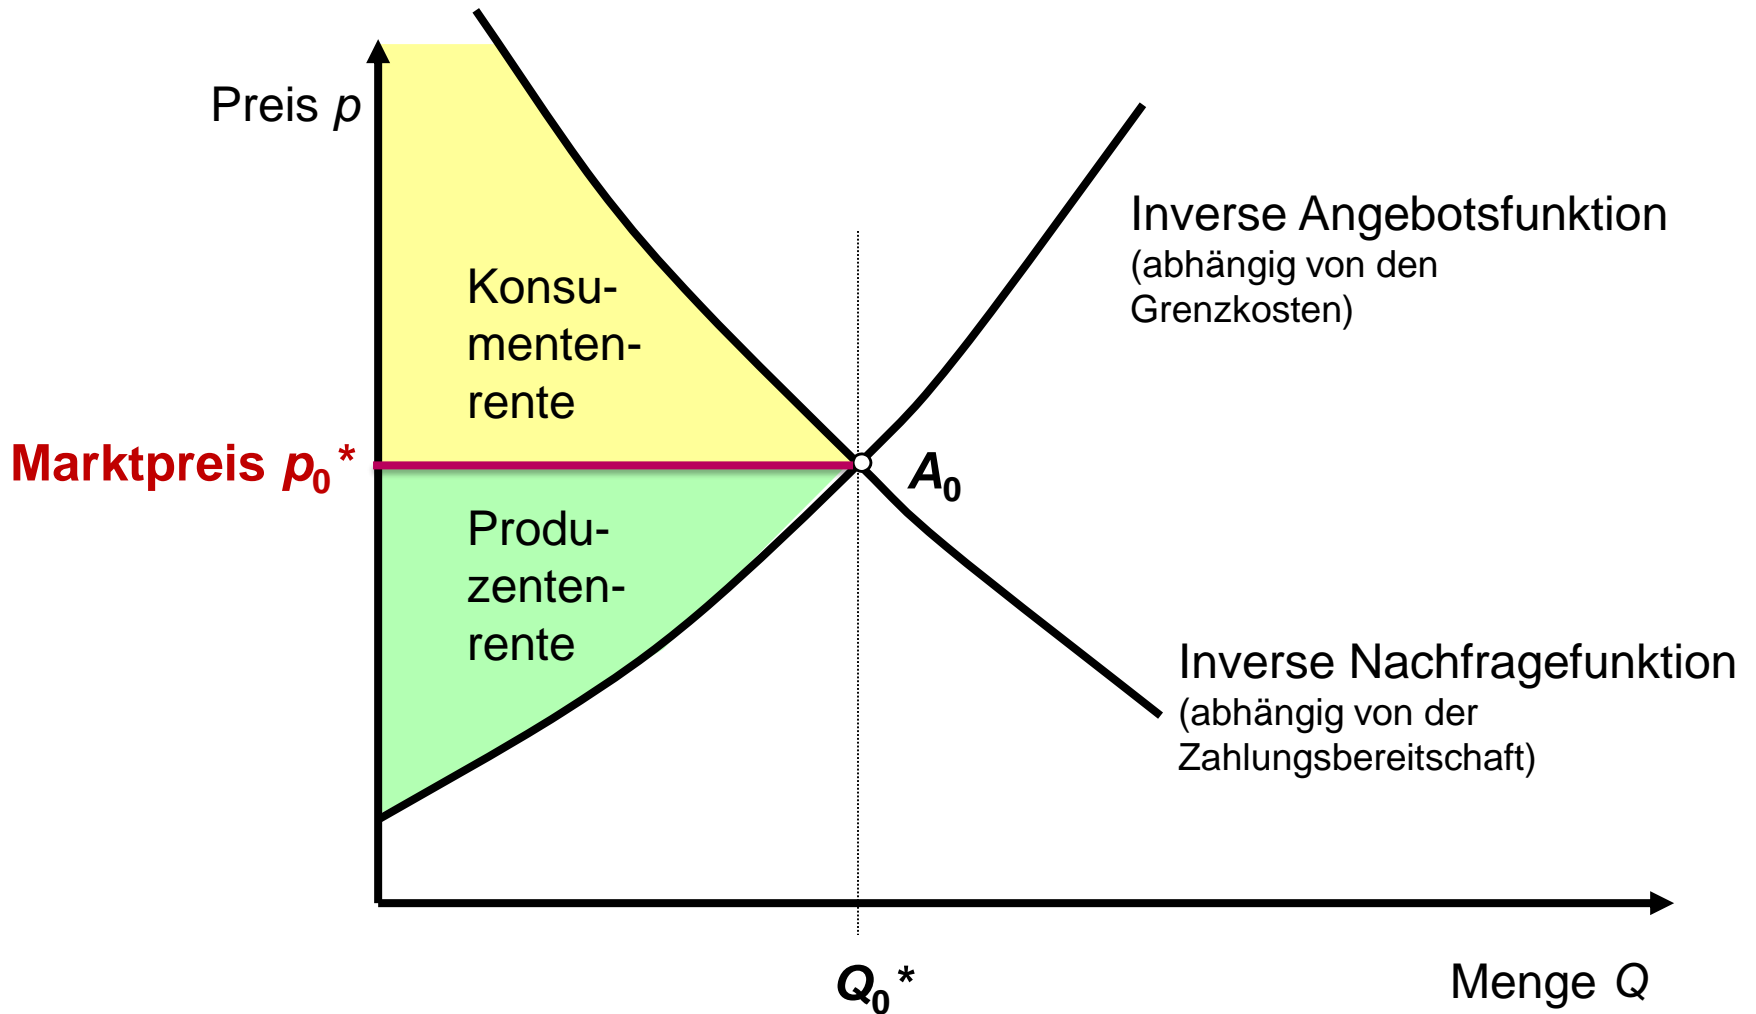 Preis p
Inverse Angebotsfunktion
(abhängig von den
Grenzkosten)
Konsu-
menten-
rente
Marktpreis p0*
A0
Produ-
zenten-
rente
Inverse Nachfragefunktion
(abhängig von der
Zahlungsbereitschaft)
Q0*
Menge Q